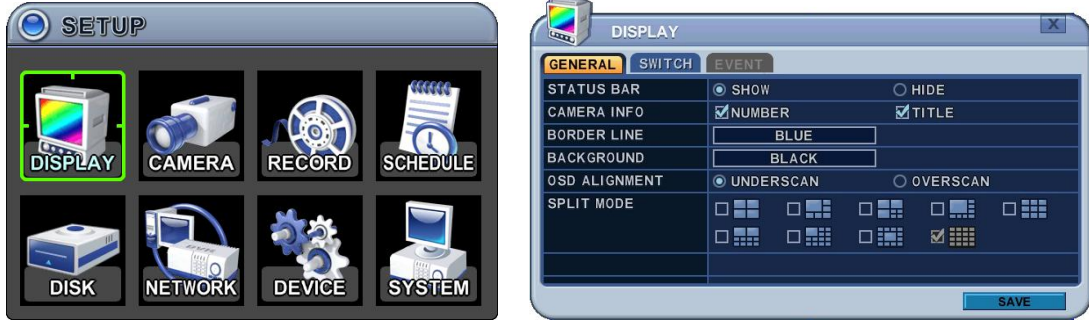 SETUP
DISPLAY CAMERA RECORD SCHEDULE
DISK NETWORK DEVICE SYSTEM
DISPLAY X
GENERAL SWITCH EVENT
STATUS BAR SHOW HIDE
CAMERA INFO NUMBER TITLE
BORDER LINE BLUE
BACKGROUND BLACK
OSD ALIGNMENT UNDERSCAN OVERSCAN
SPLIT MODE
SAVE